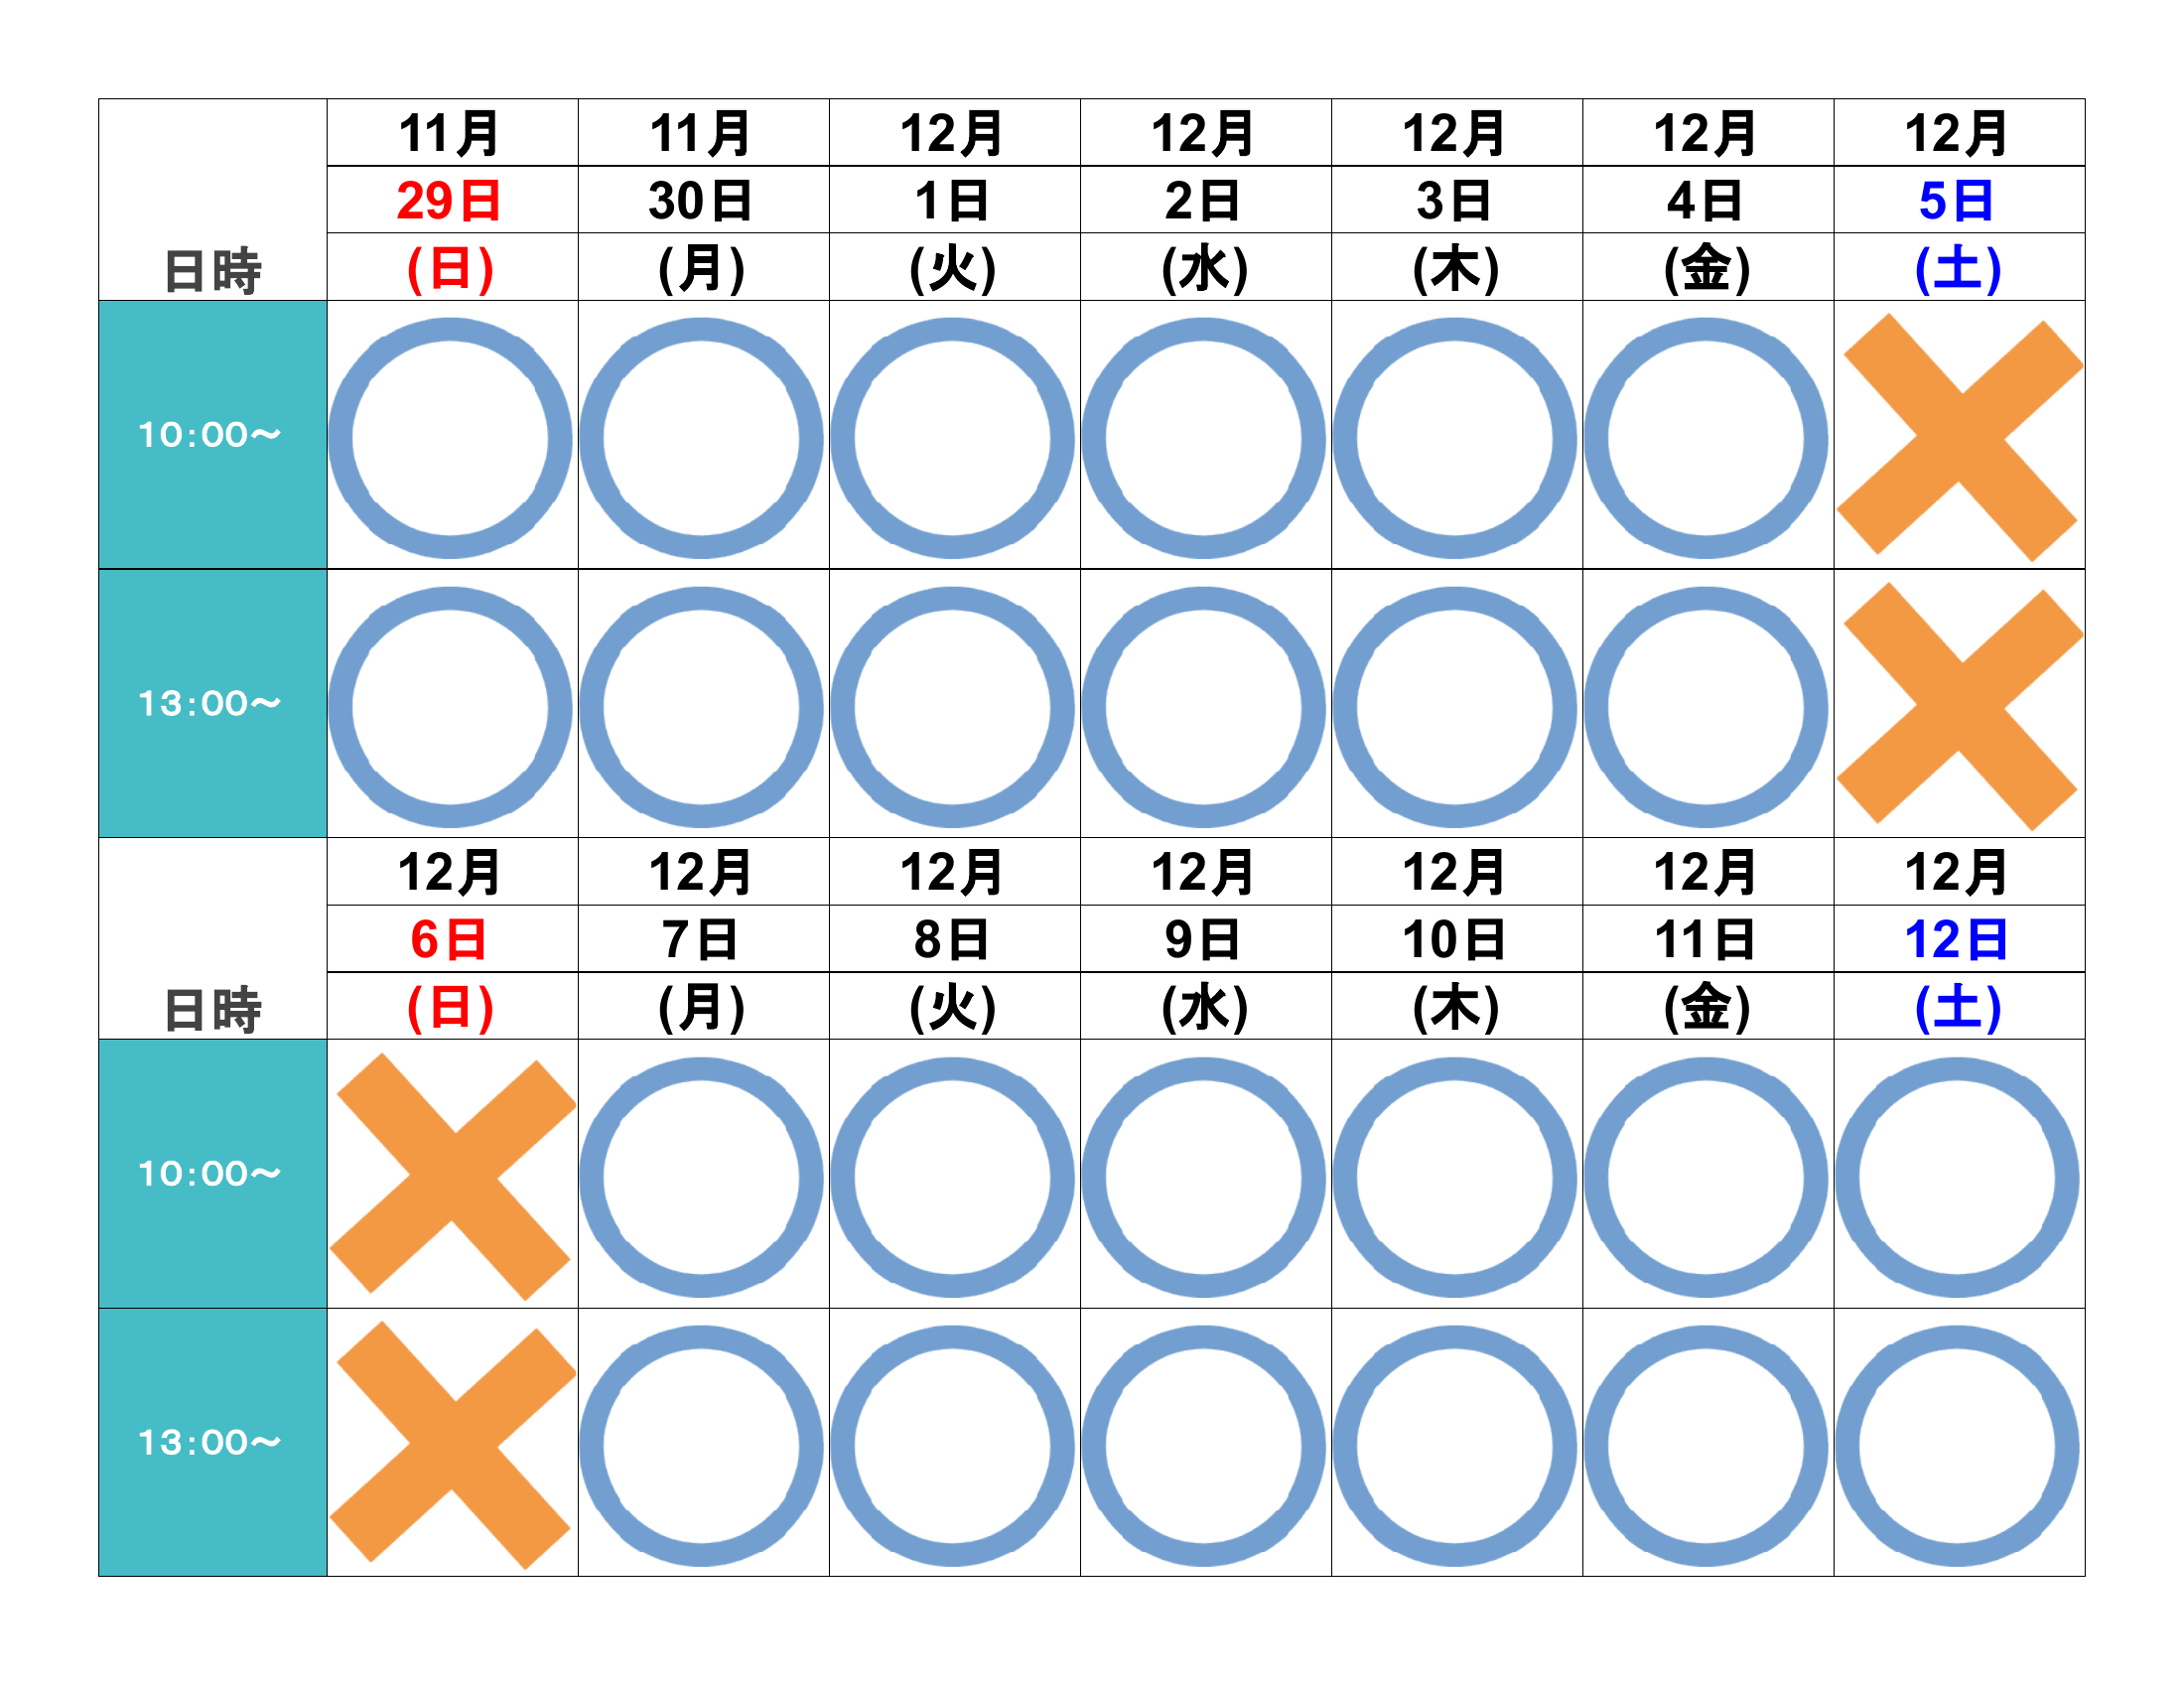 11月 11月 12月 12月 12月 12月 12月
29日 30日 1日 2日 3日 4日 5日
日時 (日) (月) (火) (水) (木) (金) (土)
10:00～
13:00～
12月 12月 12月 12月 12月 12月 12月
6日 7日 8日 9日 10日 11日 12日
日時 (日) (月) (火) (水) (木) (金) (土)
10:00～
13:00～